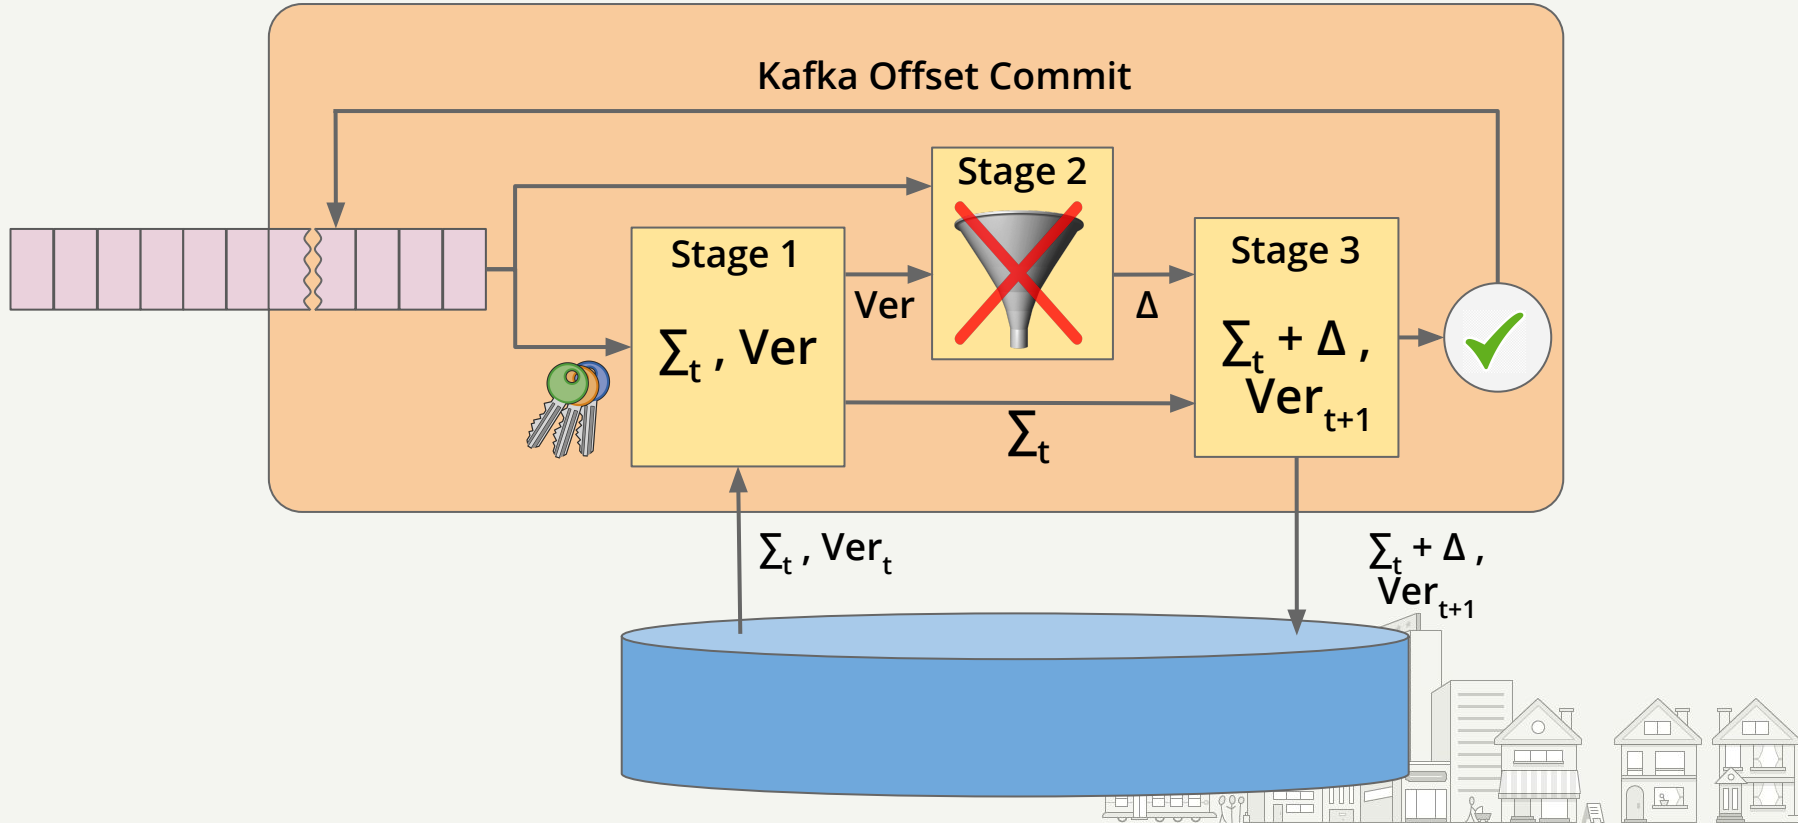 Kafka Offset Commit
Stage 2
Stage 1
Ver
∑t , Ver
Δ
Stage 3
∑t + Δ ,
Vert+1
∑t
∑t , Vert
∑t + Δ ,
Vert+1